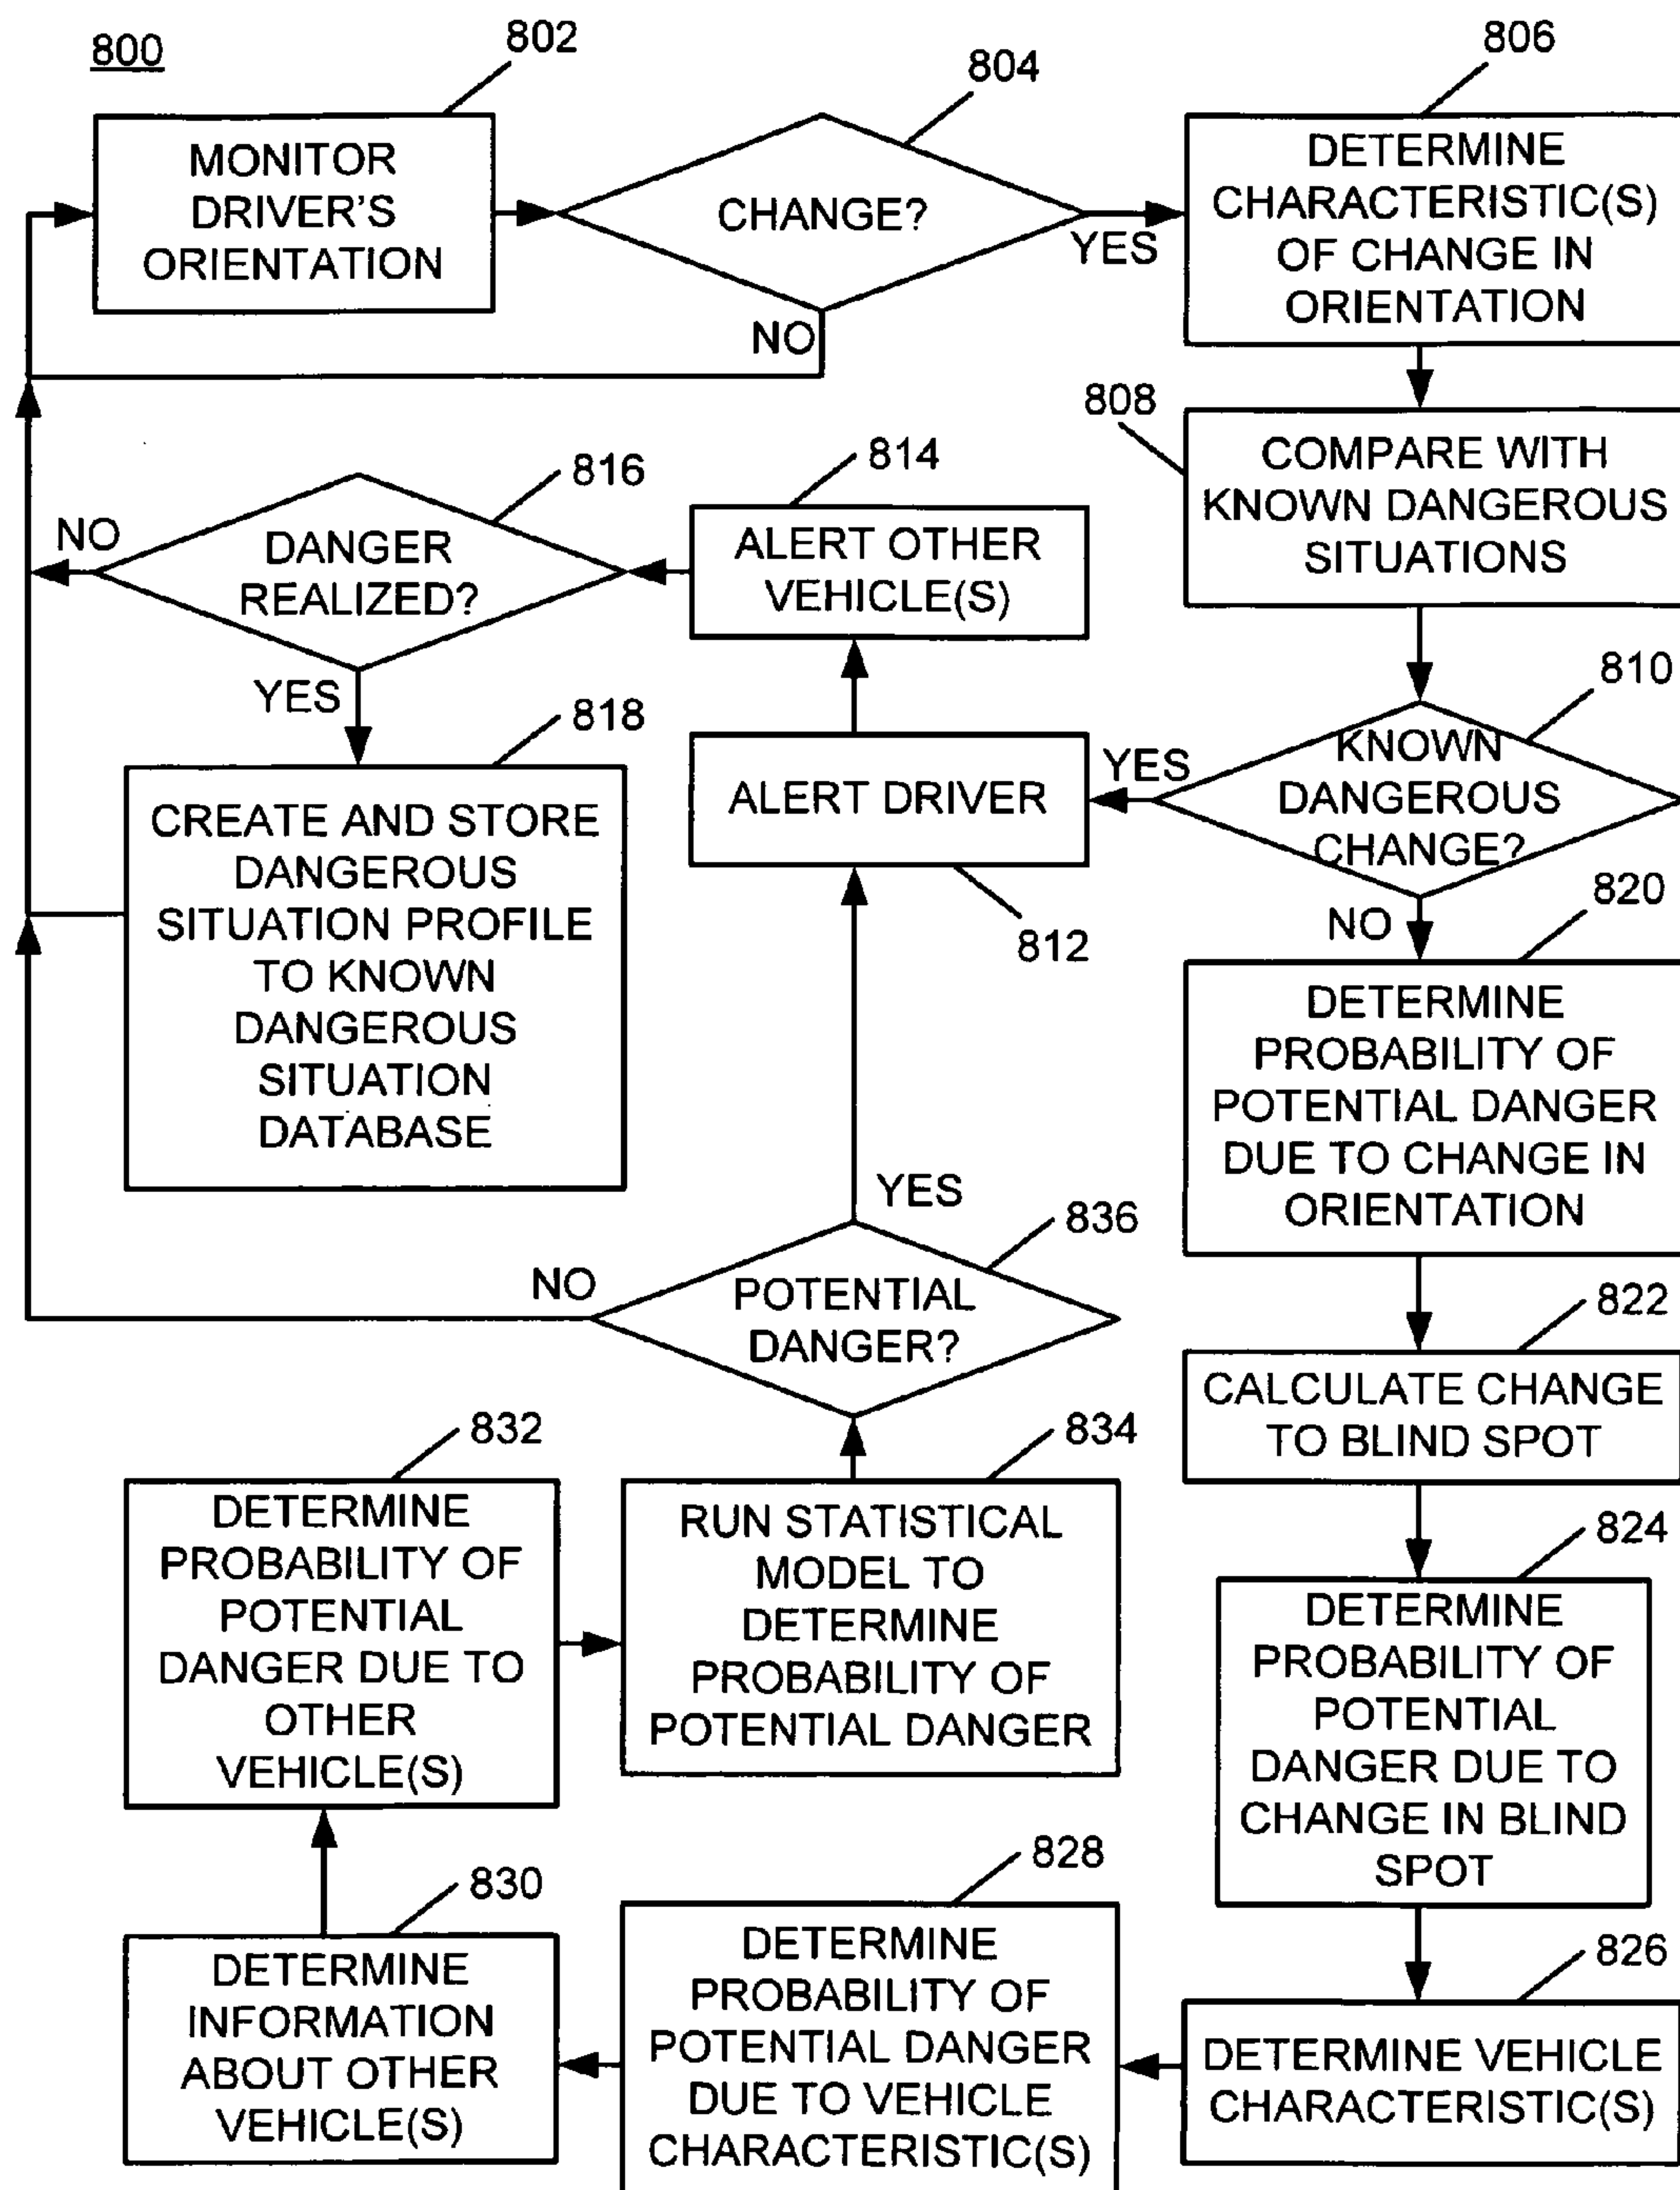 800
802
804
806
MONITOR
DRIVER'S
ORIENTATION
CHANGE?
YES
NO
DETERMINE
CHARACTERISTIC(S)
OF CHANGE IN
ORIENTATION
808
COMPARE WITH
KNOWN DANGEROUS
SITUATIONS
810
KNOWN
DANGEROUS
CHANGE?
YES
NO
812
ALERT DRIVER
814
ALERT OTHER
VEHICLE(S)
816
DANGER
REALIZED?
NO
YES
818
CREATE AND STORE
DANGEROUS
SITUATION PROFILE
TO KNOWN
DANGEROUS
SITUATION
DATABASE
820
DETERMINE
PROBABILITY OF
POTENTIAL DANGER
DUE TO CHANGE IN
ORIENTATION
822
CALCULATE CHANGE
TO BLIND SPOT
824
DETERMINE
PROBABILITY OF
POTENTIAL
DANGER DUE TO
CHANGE IN BLIND
SPOT
826
DETERMINE VEHICLE
CHARACTERISTIC(S)
828
DETERMINE
PROBABILITY OF
POTENTIAL DANGER
DUE TO VEHICLE
CHARACTERISTIC(S)
830
DETERMINE
INFORMATION
ABOUT OTHER
VEHICLE(S)
832
DETERMINE
PROBABILITY OF
POTENTIAL
DANGER DUE TO
OTHER
VEHICLE(S)
834
RUN STATISTICAL
MODEL TO
DETERMINE
PROBABILITY OF
POTENTIAL DANGER
836
POTENTIAL
DANGER?
YES
NO